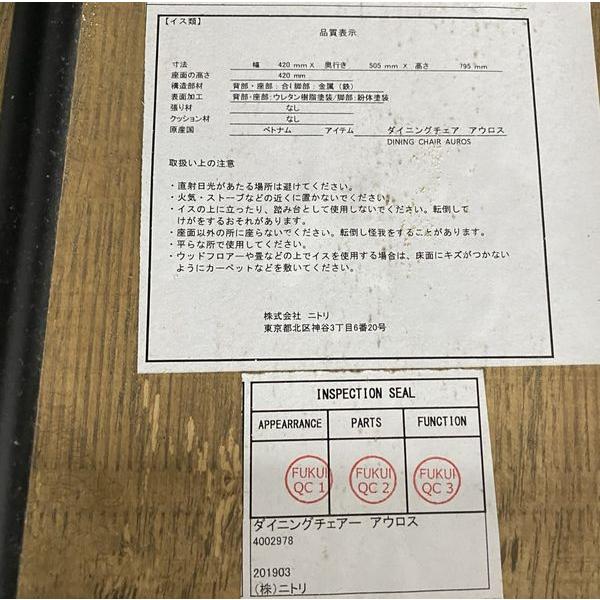 【イス類】
品質表示
寸法 幅 420 mm X 奥行き 505 mm X 高さ 795 mm
座面の高さ 420 mm
構造部材 背部・座部:合( 脚部:金属(鉄)
表面加工 背部・座部:ウレタン樹脂塗装/脚部:粉体塗装
張り材 なし
クッション材 なし
原産国 ベトナム アイテム ダイニングチェア アウロス
DINING CHAIR AUROS
取扱い上の注意
・直射日光があたる場所は避けてください。
・火気・ストーブなどの近くに置かないでください。
・イスの上に立ったり、踏み台として使用しないでください。転倒して
けがをするおそれがあります。
・座面以外の所に座らないでください。転倒し怪我をすることがあります。
・平らな所で使用してください。
・ウッドフロアーや畳などの上でイスを使用する場合は、床面にキズがつかない
ようにカーペットなどを敷いてください。
株式会社 ニトリ
東京都北区神谷3丁目6番20号
INSPECTION SEAL
APPEARRANCE PARTS FUNCTION
FUKUI FUKUI FUKUI
QC 1 QC 2 QC 3
ダイニングチェアー アウロス
4002978
201903
(株)ニトリ